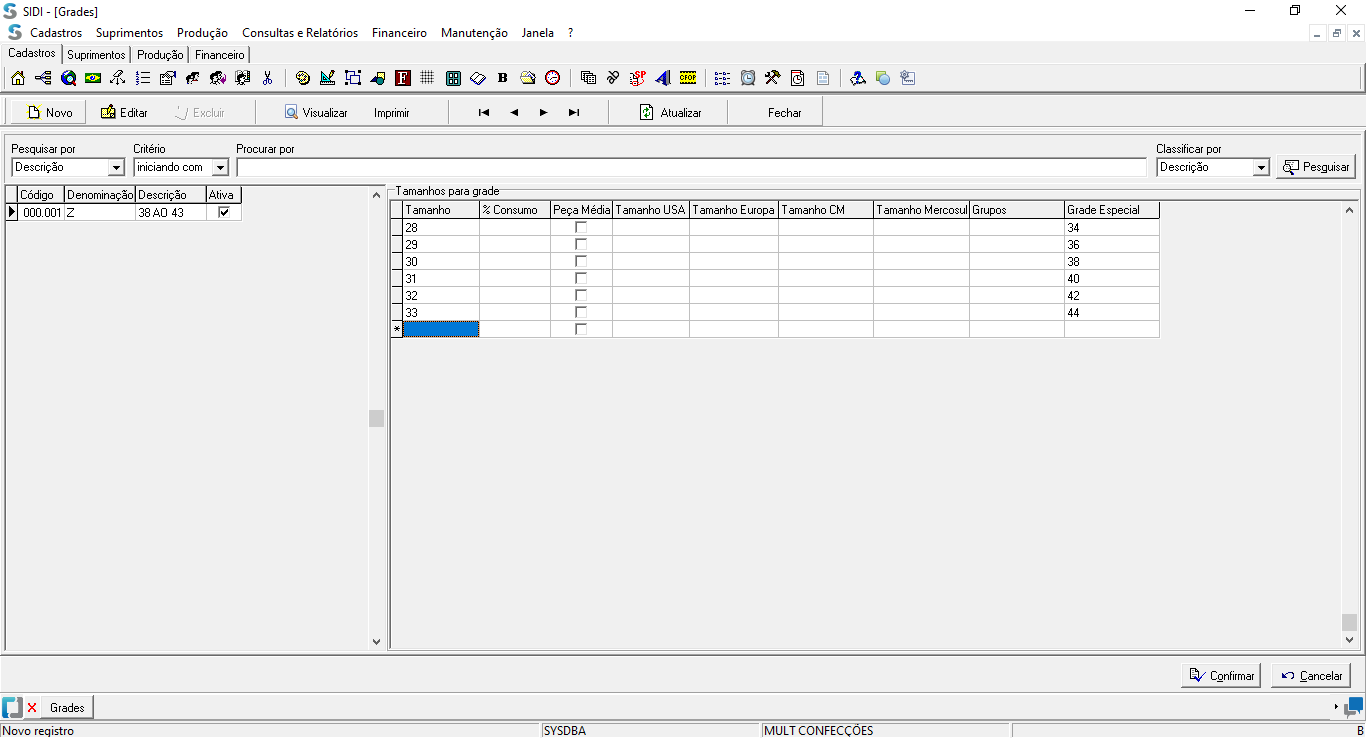 SIDI - [Grades]
Cadastros Suprimentos Produção Consultas e Relatórios Financeiro Manutenção Janela ?
Cadastros Suprimentos Produção Financeiro
F B SP CFOP
Novo Editar Excluir Visualizar Imprimir Atualizar Fechar
Pesquisar por Critério Procurar por Classificar por
Descrição iniciando com Descrição Pesquisar
Tamanhos para grade
Código Denominação Descrição Ativa
000.001 Z 38 AO 43
Tamanho % Consumo Peça Média Tamanho USA Tamanho Europa Tamanho CM Tamanho Mercosul Grupos Grade Especial
28 34
29 36
30 38
31 40
32 42
33 44
*
Confirmar Cancelar
Grades
Novo registro SYSDBA MULT CONFECÇÕES B